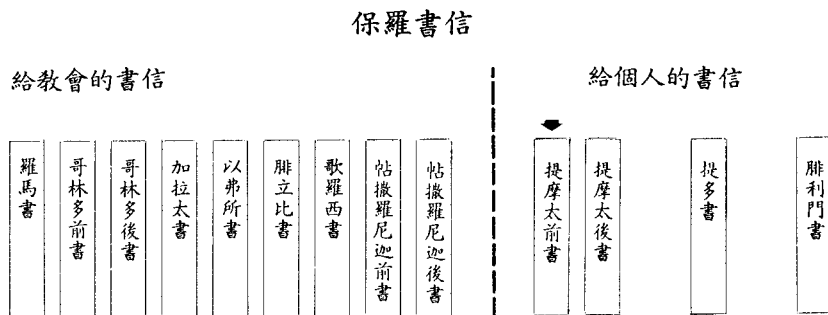 保羅書信
給教會的書信
給個人的書信
羅馬書
哥林多前書
哥林多後書
加拉太書
以弗所書
腓立比書
歌羅西書
帖撒羅尼迦前書
帖撒羅尼迦後書
提摩太前書
提摩太後書
提多書
腓利門書